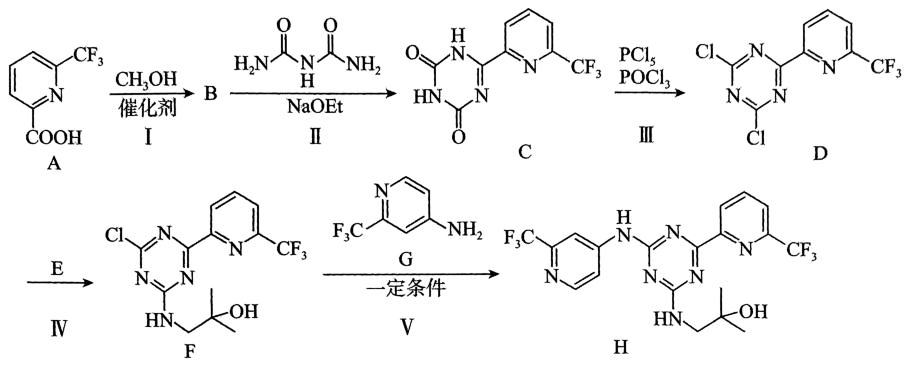 CF₃
N
COOH
A
CH₃OH
催化剂
Ⅰ
B
O O
H₂N N H NH₂
NaOEt
Ⅱ
H
O N
N CF₃
HN N
O
C
PCl₅
POCl₃
Ⅲ
Cl N
N CF₃
N N
Cl
D
E
Ⅳ
Cl N
N CF₃
N N
HN OH
F
N
F₃C NH₂
G
一定条件
Ⅴ
F₃C H N N
N CF₃
N N N
HN OH
H